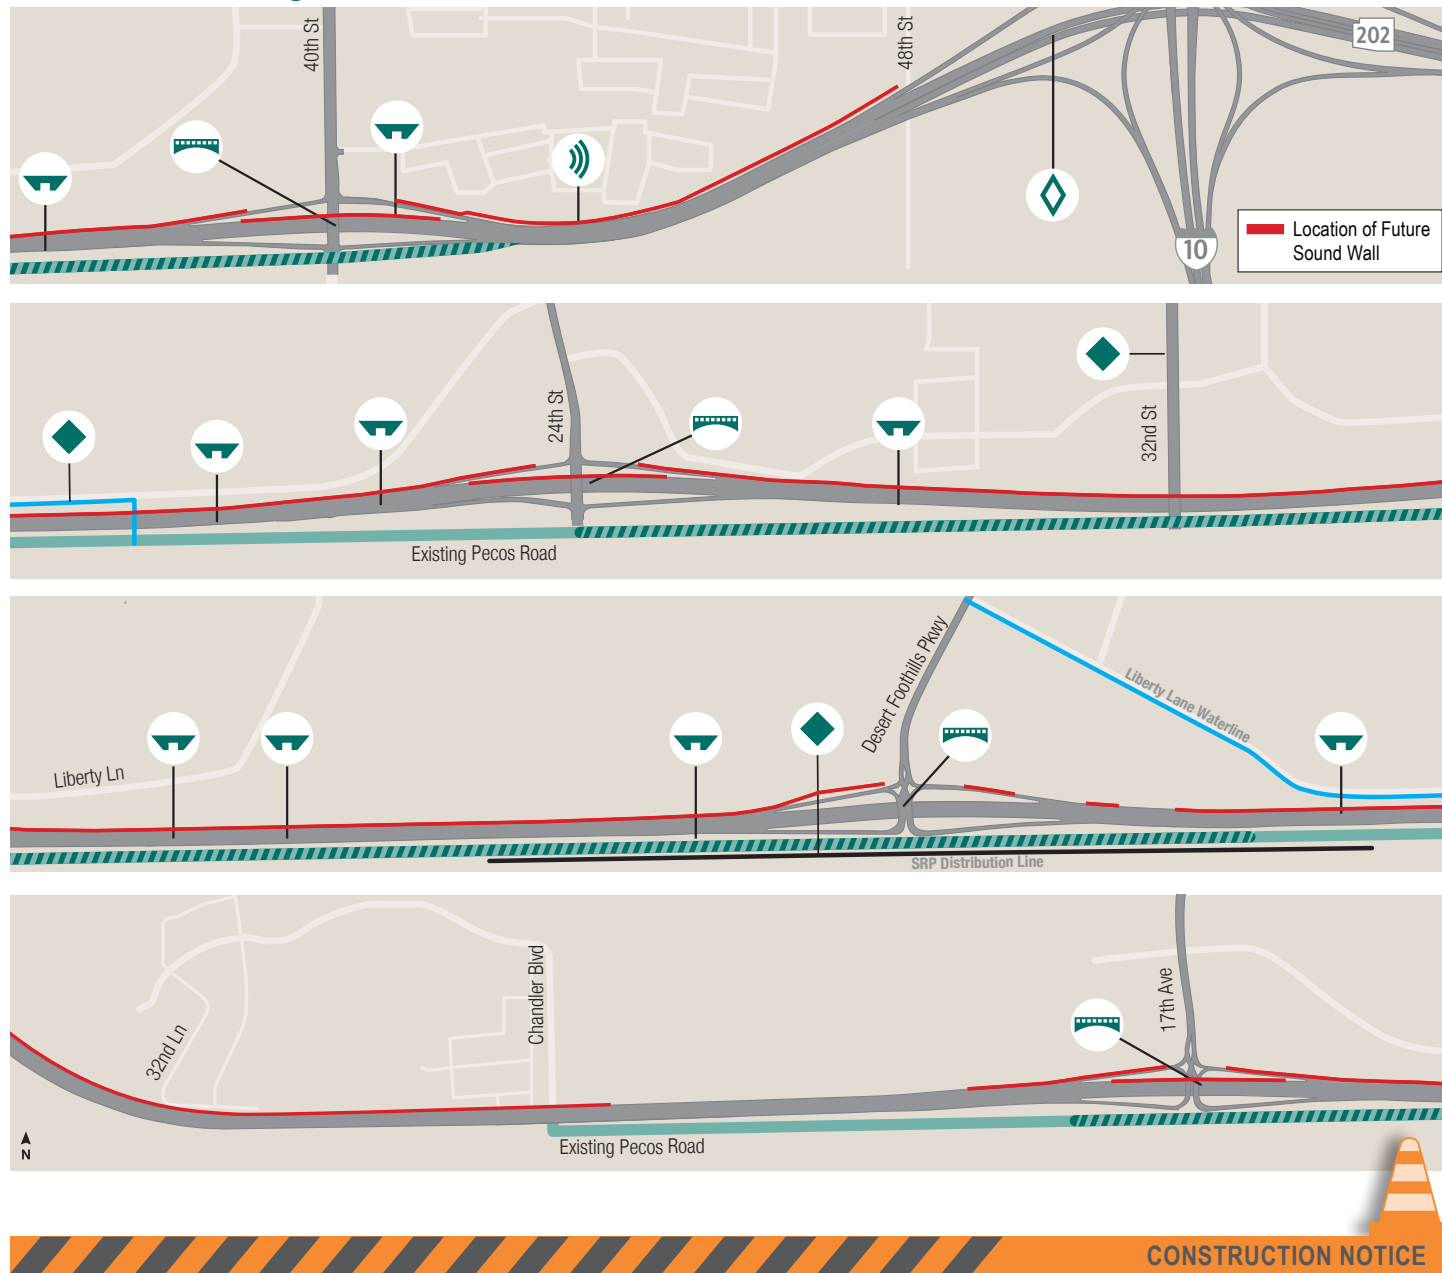 40th St
48th St
202
10
Location of Future
Sound Wall
24th St
32nd St
Existing Pecos Road
Desert Foothills Pkwy
Liberty Lane Waterline
Liberty Ln
SRP Distribution Line
32nd Ln
Chandler Blvd
17th Ave
Existing Pecos Road
N
CONSTRUCTION NOTICE